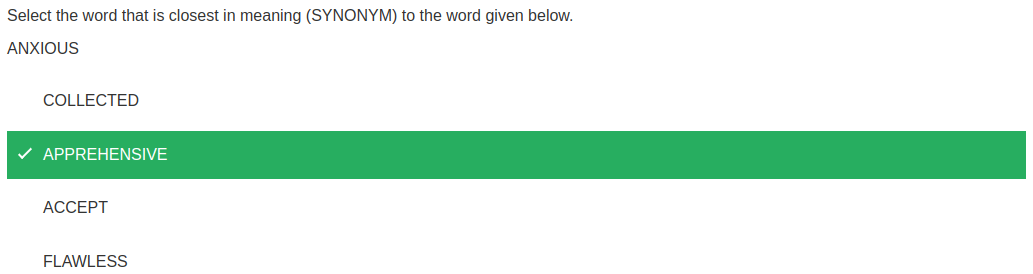 Select the word that is closest in meaning (SYNONYM) to the word given below.
ANXIOUS
COLLECTED
APPREHENSIVE
ACCEPT
FLAWLESS